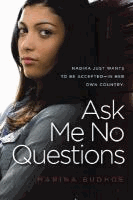 NADIRA JUST WANTS
TO BE ACCEPTED—IN HER
OWN COUNTRY.
Ask
Me No
Questions
MARINA BUDHOS